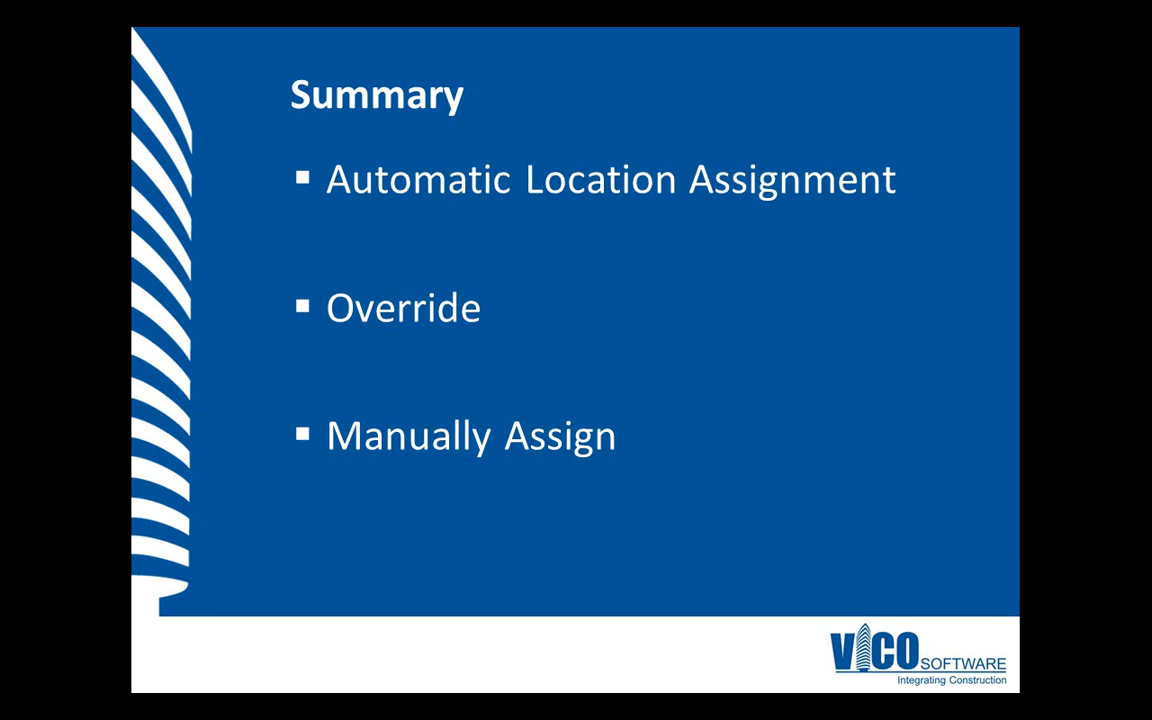 Summary
Automatic Location Assignment
Override
Manually Assign
VICO SOFTWARE
Integrating Construction